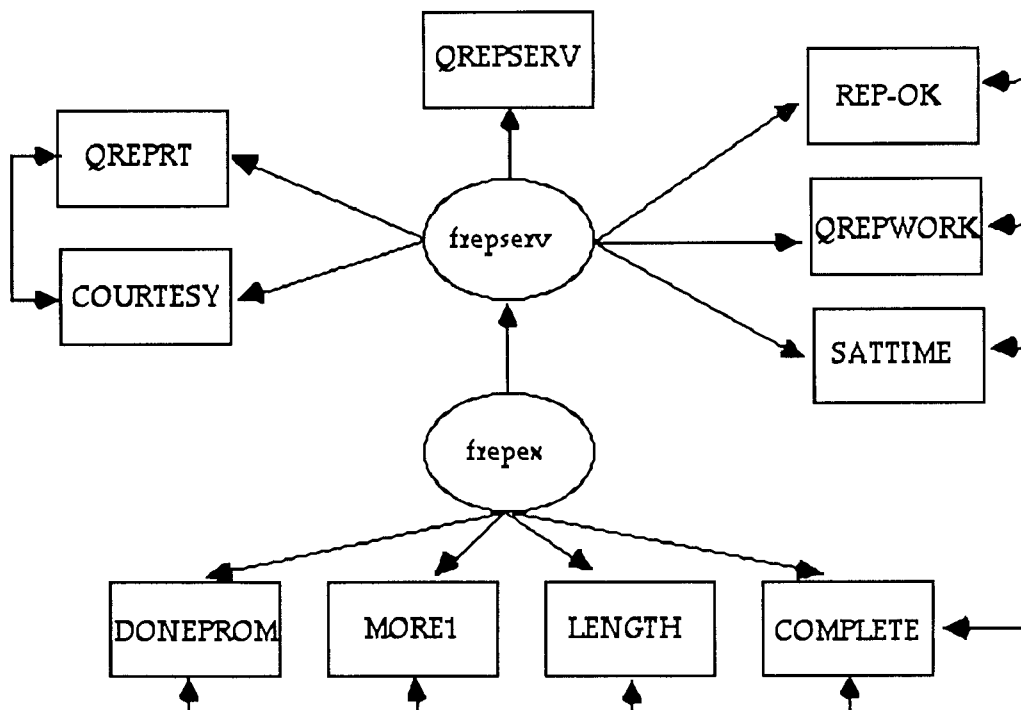 QREPSERV
REP-OK
QREPRT
QREPWORK
frepserv
COURTESY
SATTIME
frepex
DONEPROM
MORE1
LENGTH
COMPLETE